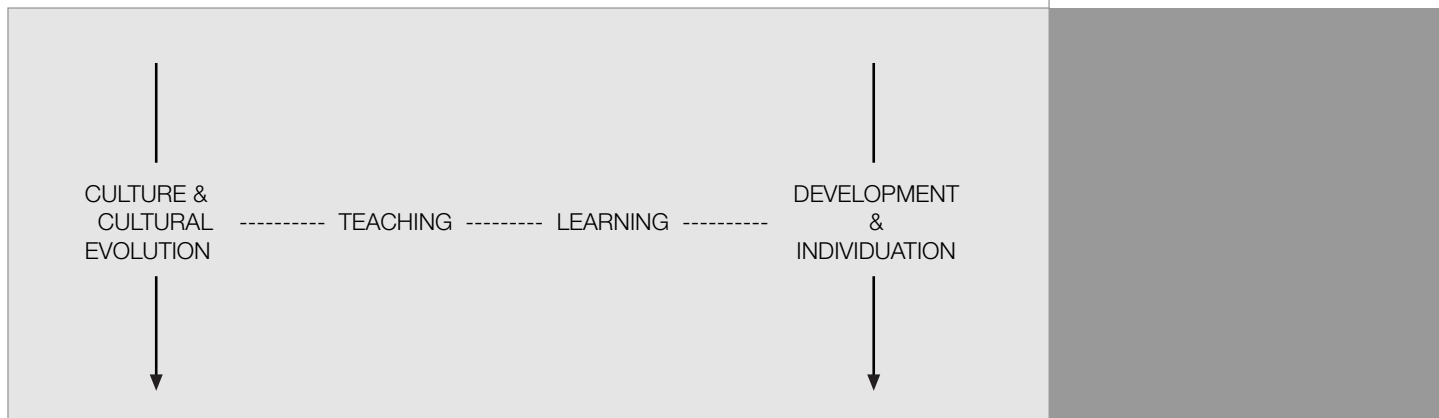 CULTURE &
CULTURAL
EVOLUTION
TEACHING
LEARNING
DEVELOPMENT
&
INDIVIDUATION